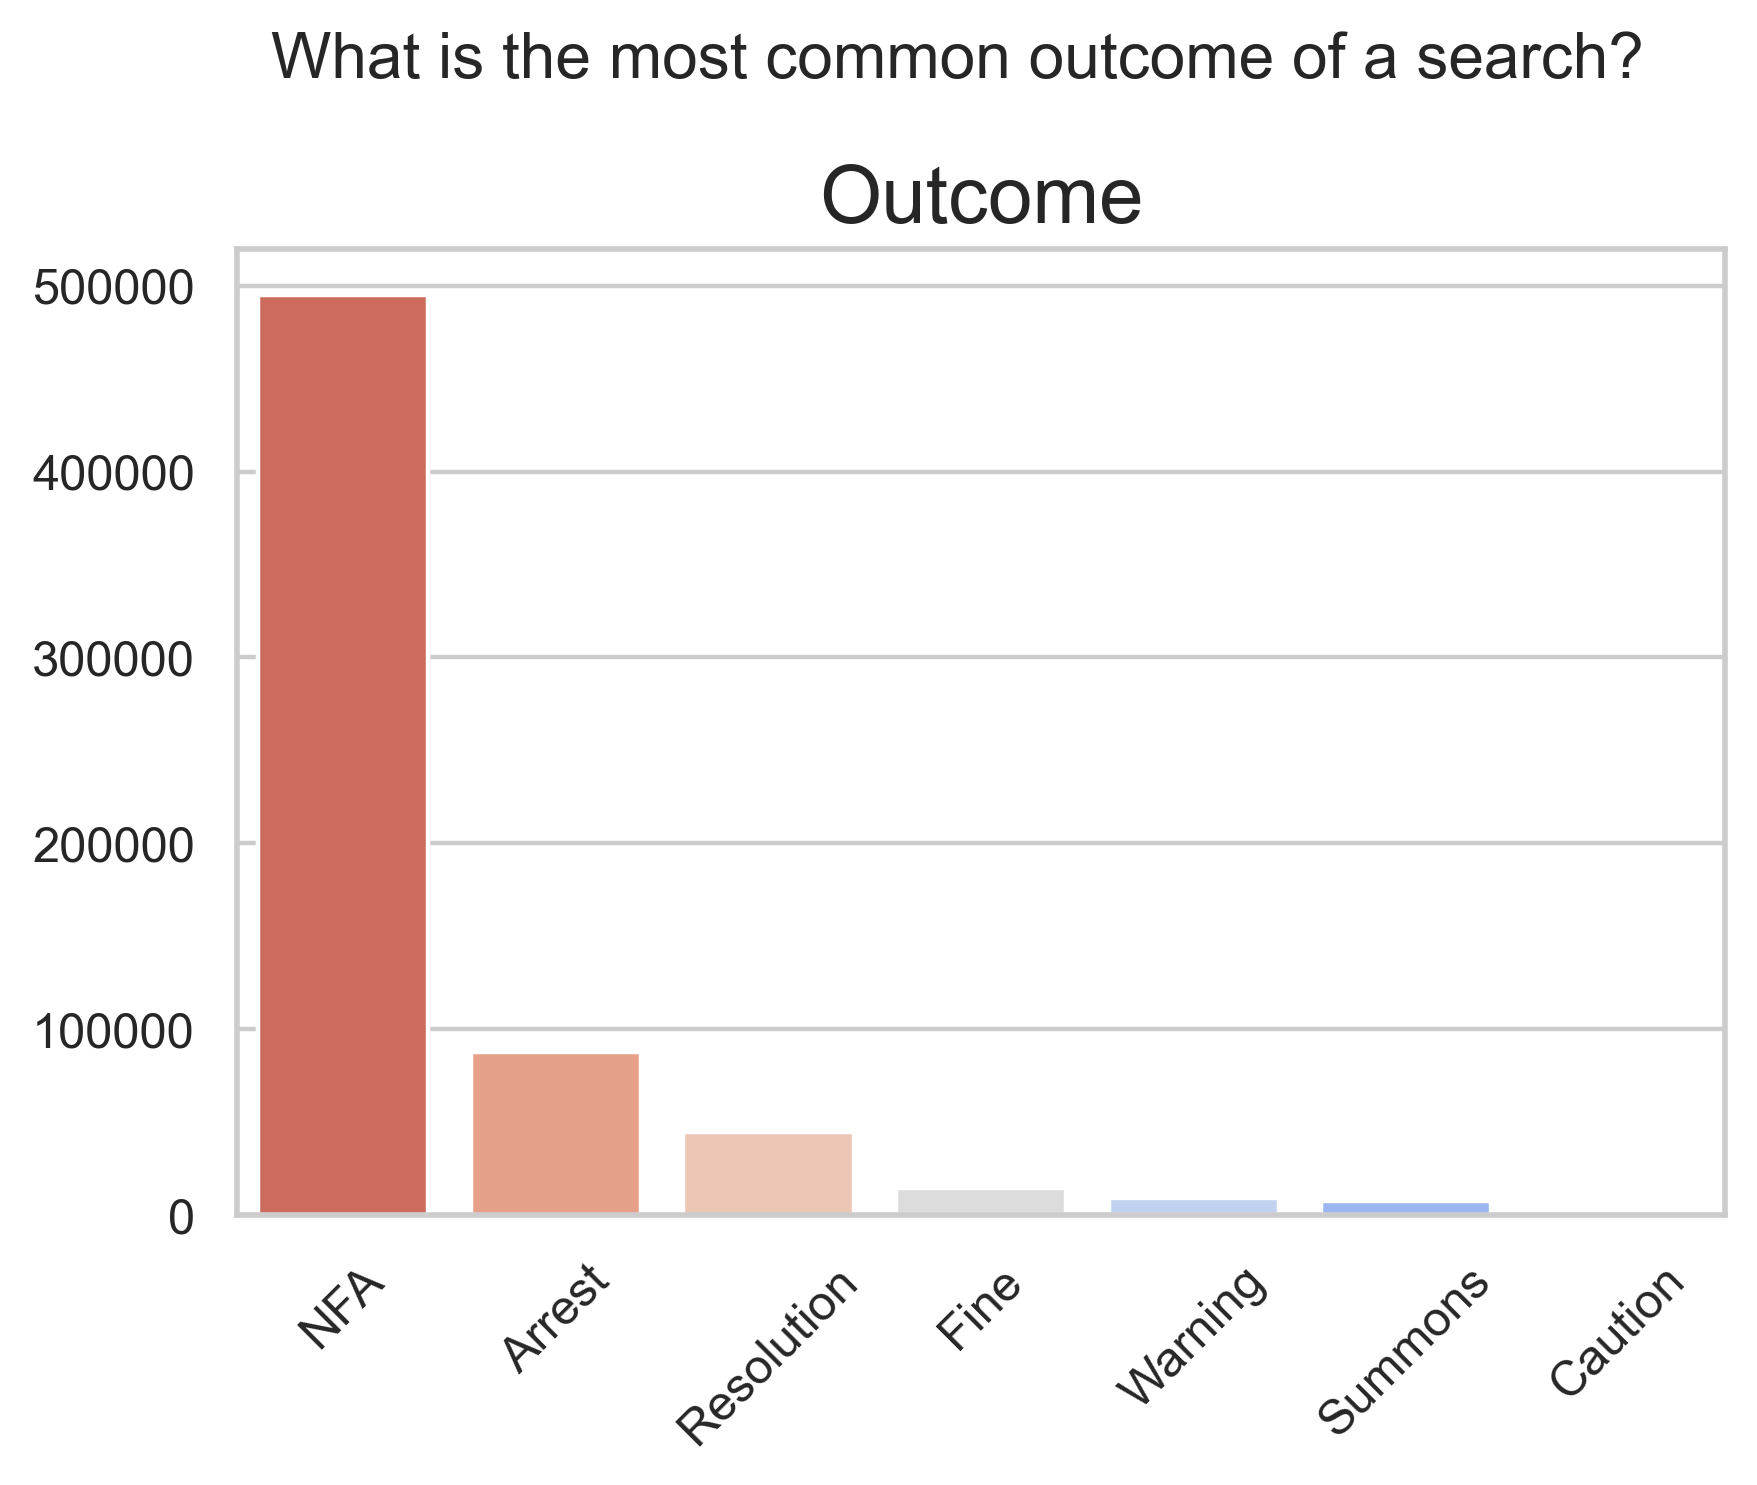 What is the most common outcome of a search?
Outcome
500000
400000
300000
200000
100000
0
NFA
Arrest
Resolution
Fine
Warning
Summons
Caution